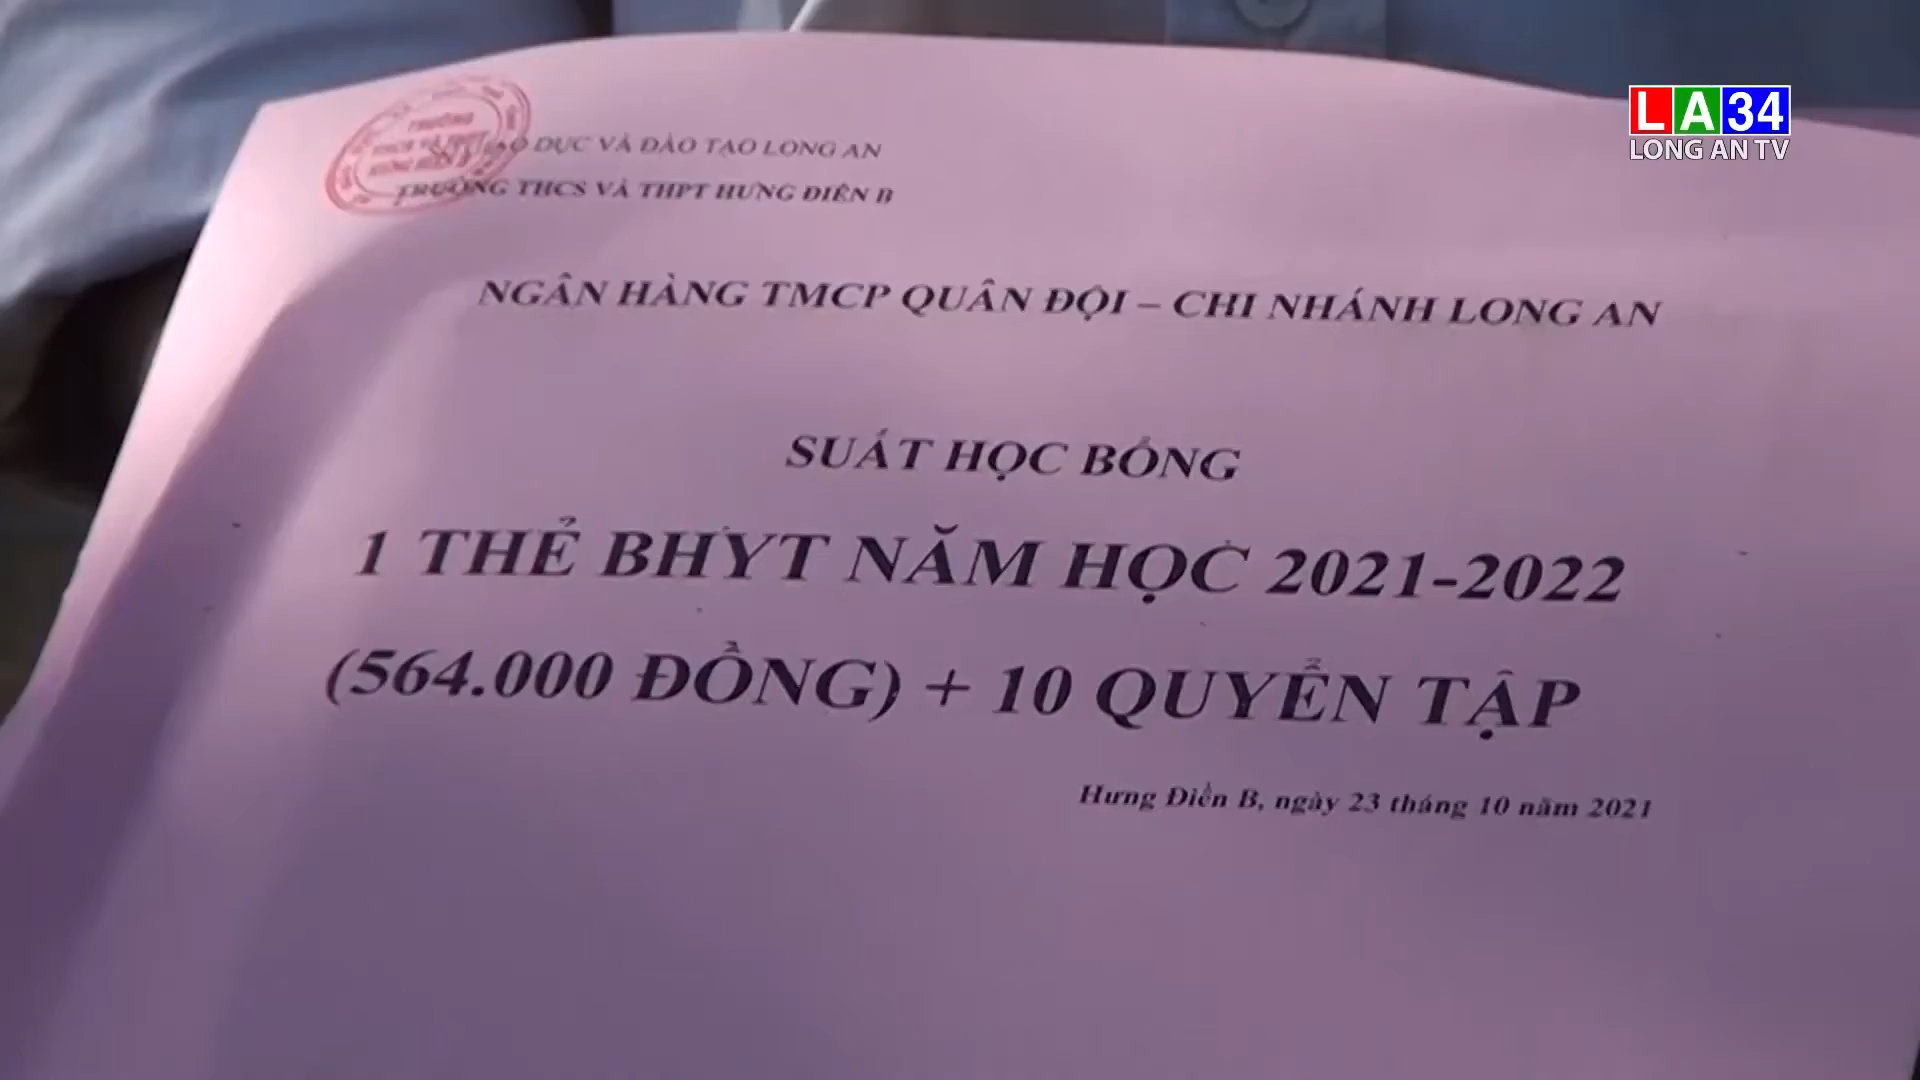 LA34
LONG AN TV
TRƯỜNG
DỤC VÀ ĐÀO TẠO LONG AN
TRƯỜNG THCS VÀ THPT HƯNG ĐIỀN B
NGÂN HÀNG TMCP QUÂN ĐỘI – CHI NHÁNH LONG AN
SUẤT HỌC BỔNG
1 THẺ BHYT NĂM HỌC 2021-2022
(564.000 ĐỒNG) + 10 QUYỂN TẬP
Hưng Điền B, ngày 23 tháng 10 năm 2021